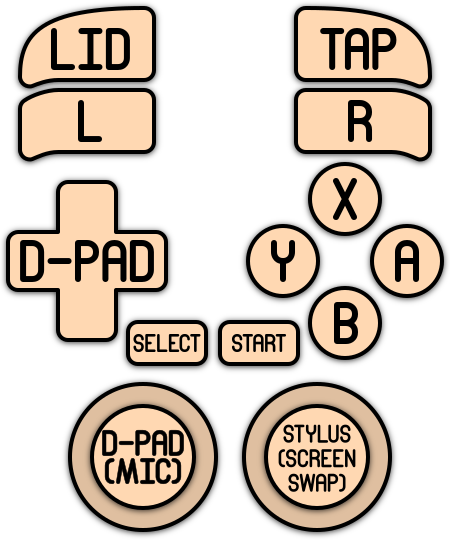 LID
TAP
L
R
X
D-PAD
Y
A
B
SELECT
START
D-PAD
(MIC)
STYLUS
(SCREEN
SWAP)